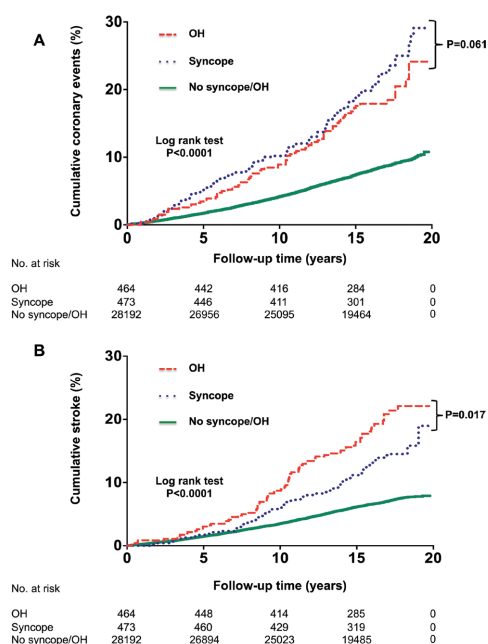 A
Cumulative coronary events (%)
30
20
10
0
OH
Syncope
No syncope/OH
P=0.061
Log rank test
P<0.0001
0 5 10 15 20
Follow-up time (years)
No. at risk
OH 464 442 416 284 0
Syncope 473 446 411 301 0
No syncope/OH 28192 26956 25095 19464 0
B
Cumulative stroke (%)
30
20
10
0
OH
Syncope
No syncope/OH
P=0.017
Log rank test
P<0.0001
0 5 10 15 20
No. at risk
Follow-up time (years)
OH 464 448 414 285 0
Syncope 473 460 429 319 0
No syncope/OH 28192 26894 25023 19485 0